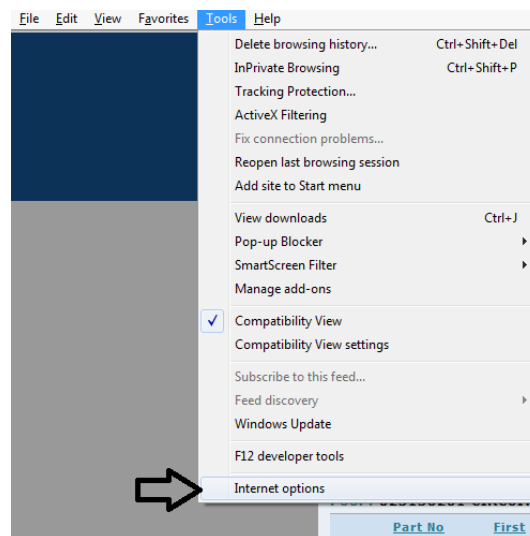 File Edit View Favorites Tools Help
Delete browsing history... Ctrl+Shift+Del
InPrivate Browsing Ctrl+Shift+P
Tracking Protection...
ActiveX Filtering
Fix connection problems...
Reopen last browsing session
Add site to Start menu
View downloads Ctrl+J
Pop-up Blocker
SmartScreen Filter
Manage add-ons
Compatibility View
Compatibility View settings
Subscribe to this feed...
Feed discovery
Windows Update
F12 developer tools
Internet options
Part No First